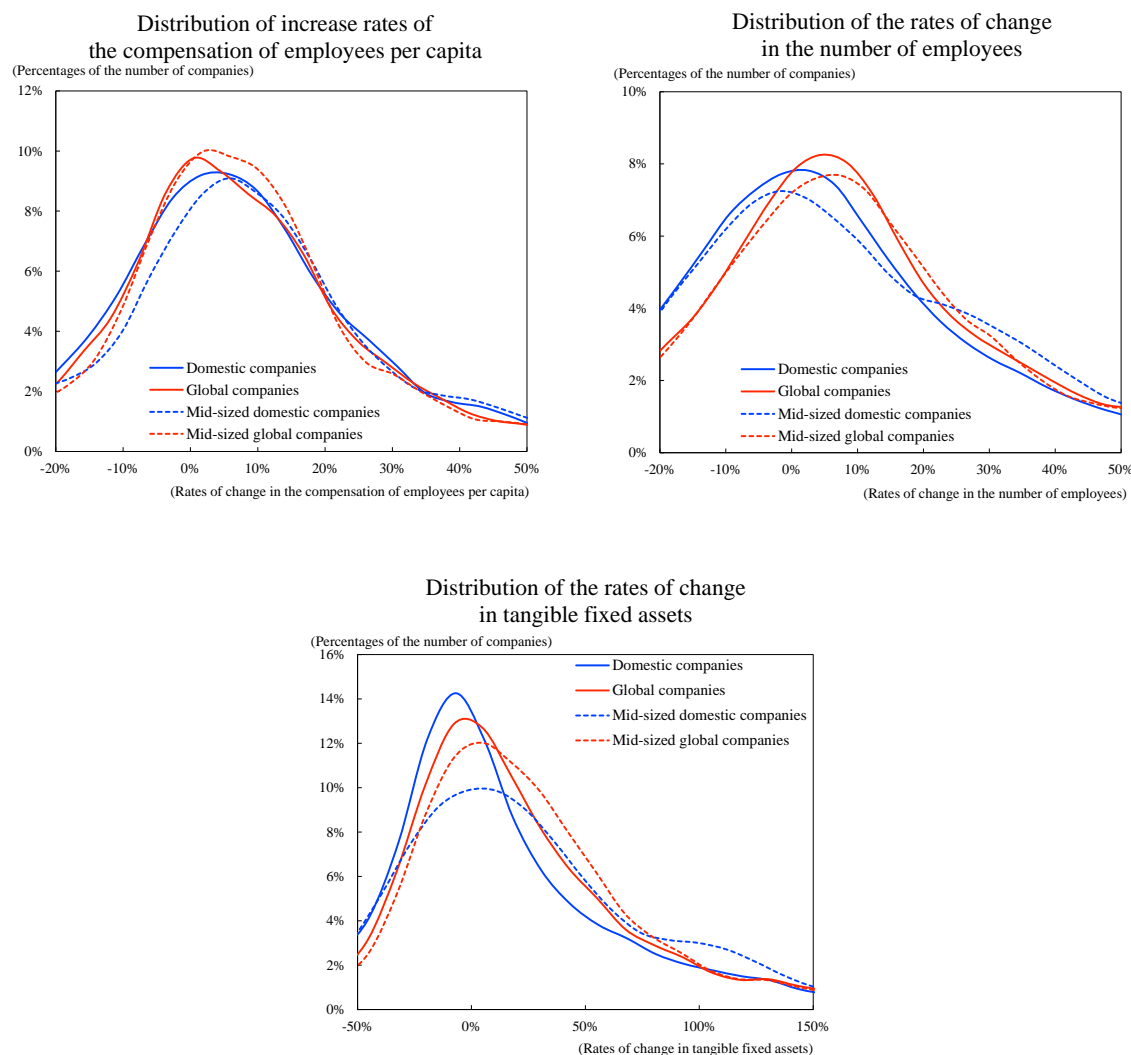 Distribution of increase rates of
the compensation of employees per capita
(Percentages of the number of companies)
12%
10%
8%
6%
4%
2%
0%
Domestic companies
Global companies
Mid-sized domestic companies
Mid-sized global companies
-20% -10% 0% 10% 20% 30% 40% 50%
(Rates of change in the compensation of employees per capita)
Distribution of the rates of change
in the number of employees
(Percentages of the number of companies)
10%
8%
6%
4%
2%
0%
Domestic companies
Global companies
Mid-sized domestic companies
Mid-sized global companies
-20% -10% 0% 10% 20% 30% 40% 50%
(Rates of change in the number of employees)
Distribution of the rates of change
in tangible fixed assets
(Percentages of the number of companies)
16%
14%
12%
10%
8%
6%
4%
2%
0%
Domestic companies
Global companies
Mid-sized domestic companies
Mid-sized global companies
-50% 0% 50% 100% 150%
(Rates of change in tangible fixed assets)